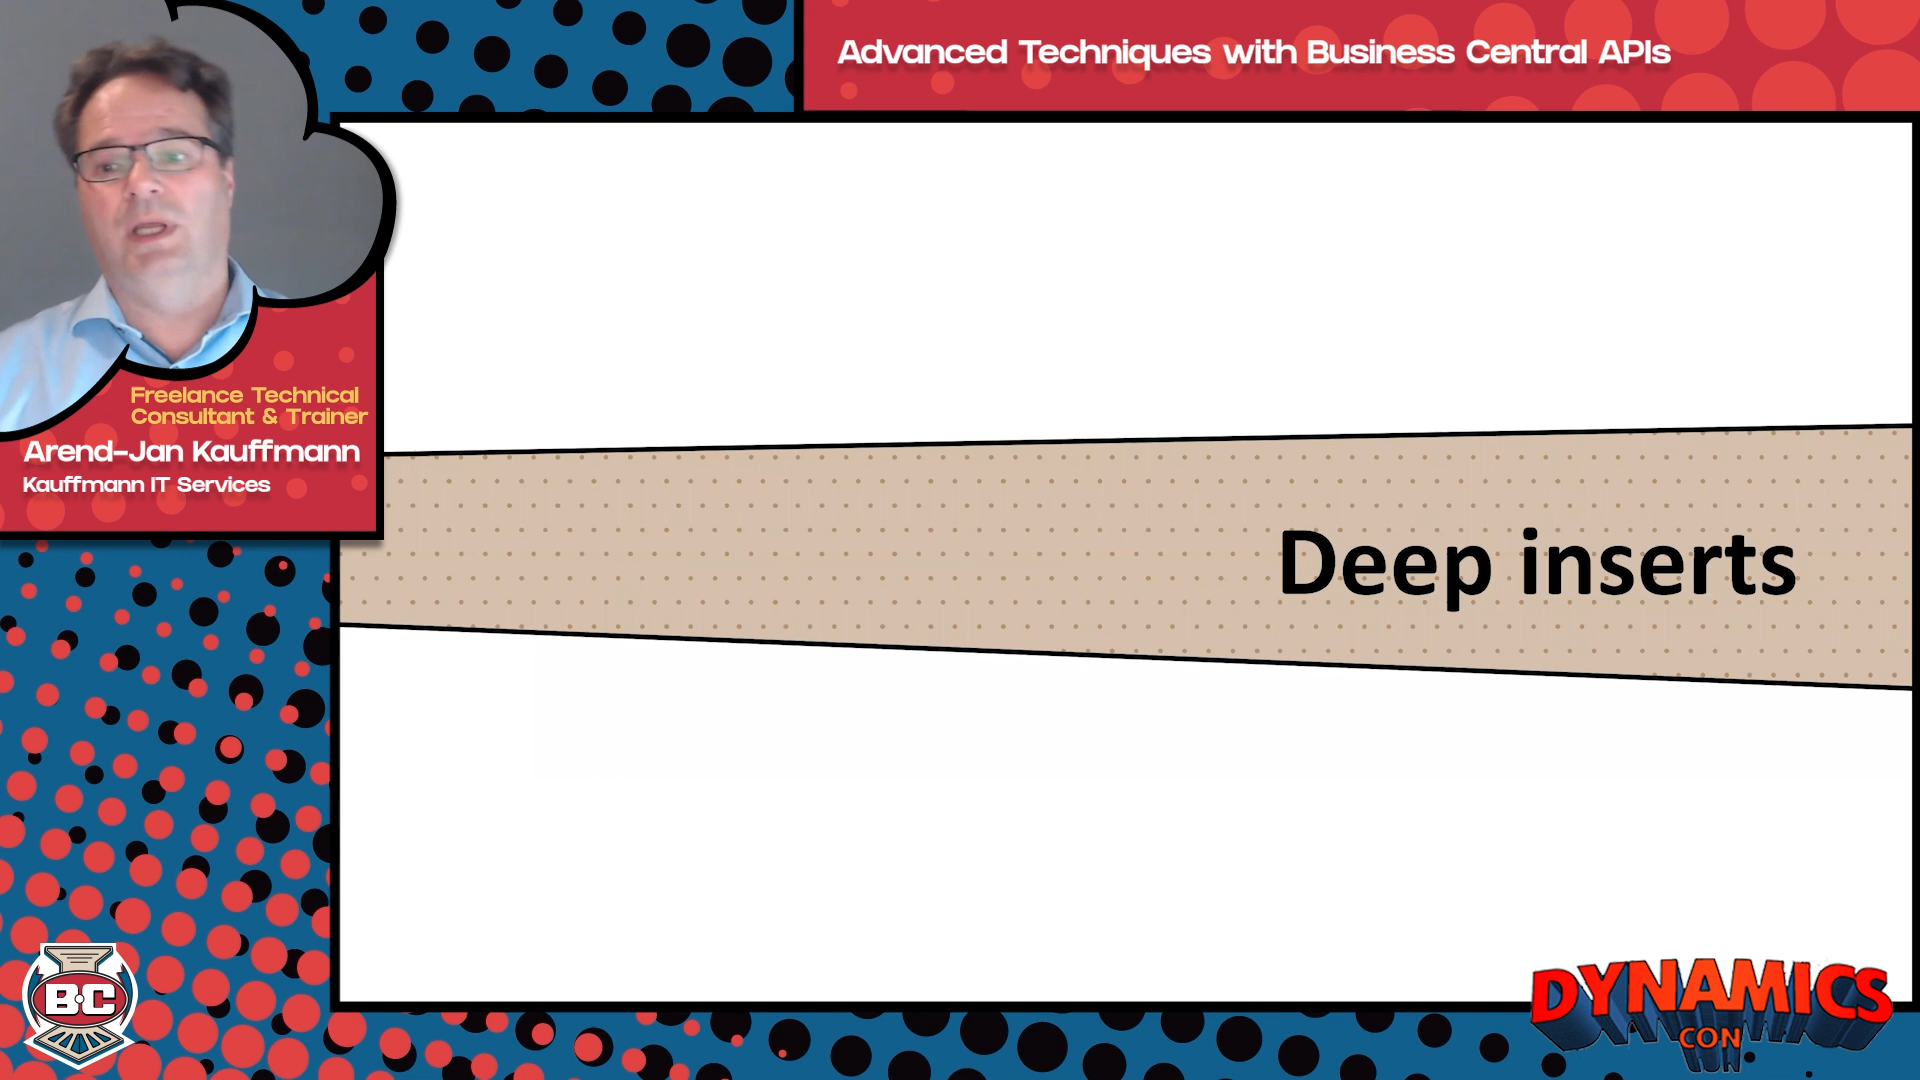 Advanced Techniques with Business Central APIs
Freelance Technical
Consultant & Trainer
Arend-Jan Kauffmann
Kauffmann IT Services
Deep inserts
B·C
DYNAMICS
CON